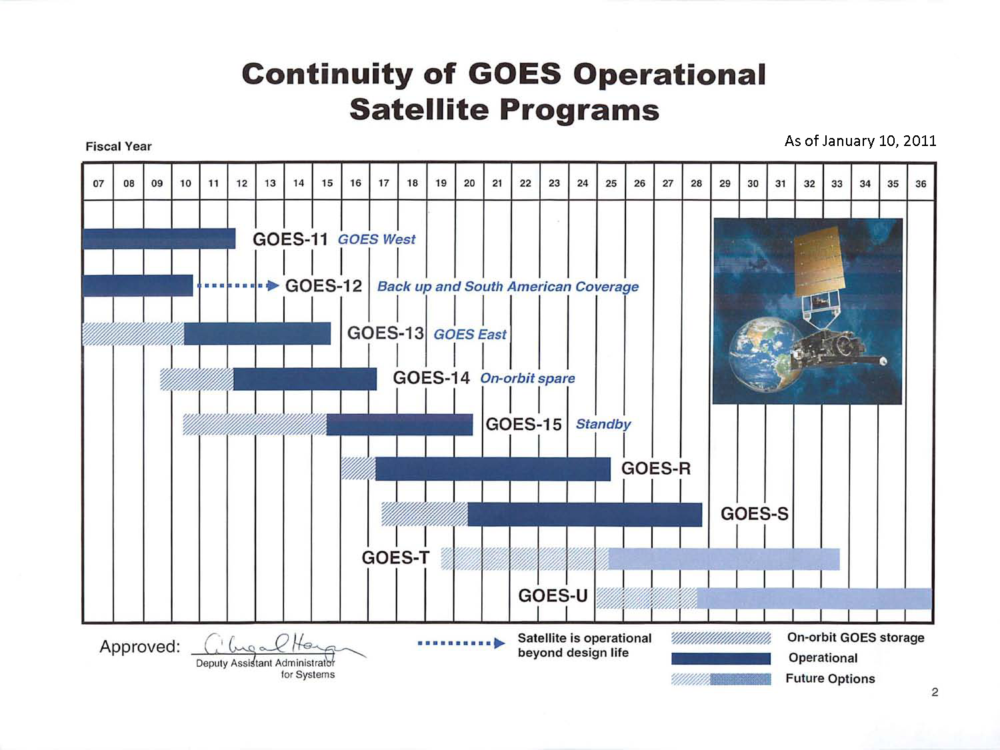 Continuity of GOES Operational
Satellite Programs
As of January 10, 2011
Fiscal Year
07 08 09 10 11 12 13 14 15 16 17 18 19 20 21 22 23 24 25 26 27 28 29 30 31 32 33 34 35 36
GOES-11 GOES West
GOES-12 Back up and South American Coverage
GOES-13 GOES East
GOES-14 On-orbit spare
GOES-15 Standby
GOES-R
GOES-S
GOES-T
GOES-U
Approved:
Deputy Assistant Administrator
for Systems
Satellite is operational
beyond design life
On-orbit GOES storage
Operational
Future Options
2